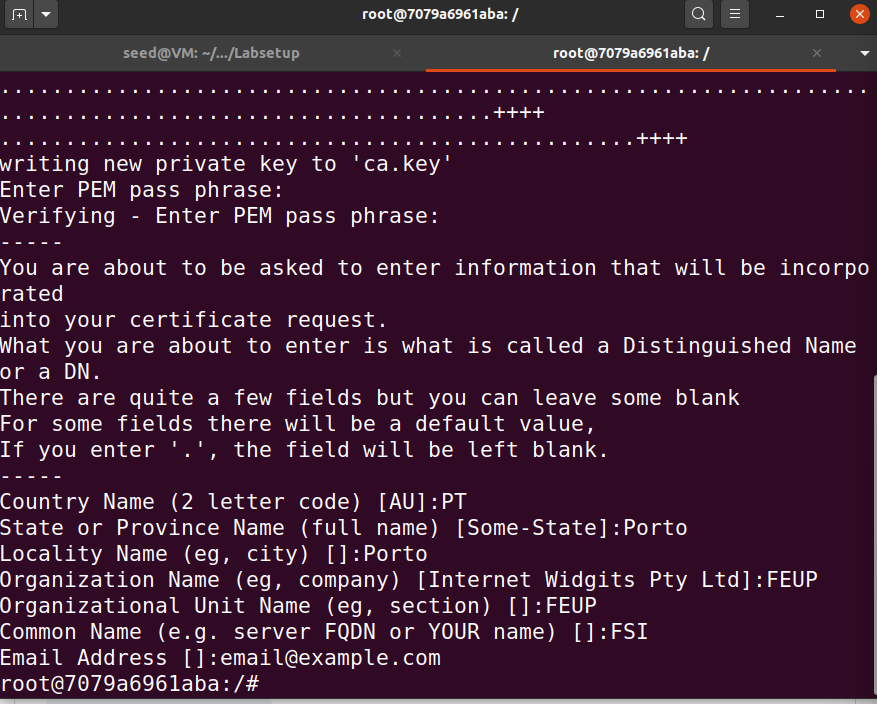 root@7079a6961aba: /
seed@VM: ~/.../Labsetup
root@7079a6961aba: /
...................................................................
......................................++++
.................................................++++
writing new private key to 'ca.key'
Enter PEM pass phrase:
Verifying - Enter PEM pass phrase:
-----
You are about to be asked to enter information that will be incorpo
rated
into your certificate request.
What you are about to enter is what is called a Distinguished Name
or a DN.
There are quite a few fields but you can leave some blank
For some fields there will be a default value,
If you enter '.', the field will be left blank.
-----
Country Name (2 letter code) [AU]:PT
State or Province Name (full name) [Some-State]:Porto
Locality Name (eg, city) []:Porto
Organization Name (eg, company) [Internet Widgits Pty Ltd]:FEUP
Organizational Unit Name (eg, section) []:FEUP
Common Name (e.g. server FQDN or YOUR name) []:FSI
Email Address []:email@example.com
root@7079a6961aba:/#